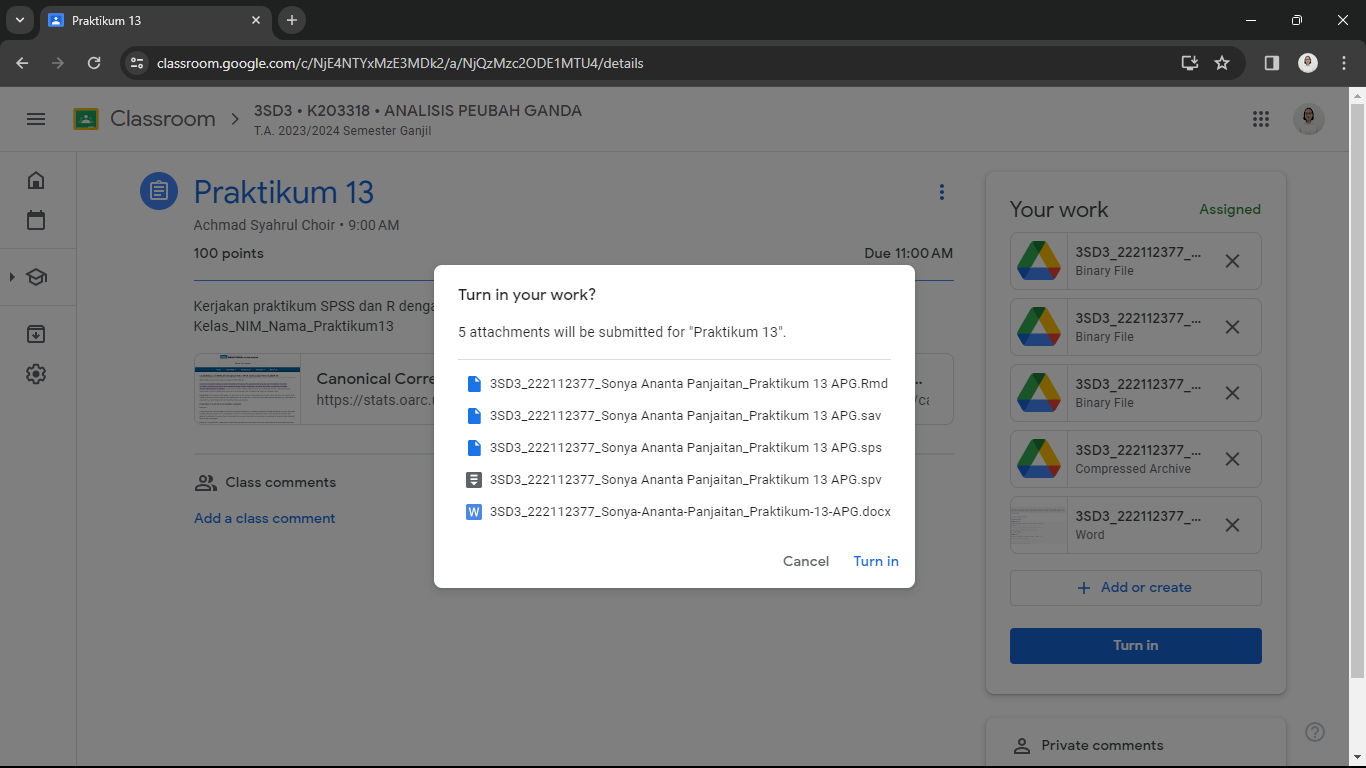 Praktikum 13
classroom.google.com/c/NjE4NTYxMzE3MDk2/a/NjQzMzc2ODE1MTU4/details
Classroom
3SD3 • K203318 • ANALISIS PEUBAH GANDA
T.A. 2023/2024 Semester Ganjil
Praktikum 13
Achmad Syahrul Choir • 9:00 AM
100 points
Due 11:00 AM
Kerjakan praktikum SPSS dan R denga
Kelas_NIM_Nama_Praktikum13
Canonical Corre
https://stats.oarc.u
...
/ca
Class comments
Add a class comment
Turn in your work?
5 attachments will be submitted for "Praktikum 13".
3SD3_222112377_Sonya Ananta Panjaitan_Praktikum 13 APG.Rmd
3SD3_222112377_Sonya Ananta Panjaitan_Praktikum 13 APG.sav
3SD3_222112377_Sonya Ananta Panjaitan_Praktikum 13 APG.sps
3SD3_222112377_Sonya Ananta Panjaitan_Praktikum 13 APG.spv
W 3SD3_222112377_Sonya-Ananta-Panjaitan_Praktikum-13-APG.docx
Cancel
Turn in
Your work
Assigned
3SD3_222112377_...
Binary File
3SD3_222112377_...
Binary File
3SD3_222112377_...
Binary File
3SD3_222112377_...
Compressed Archive
3SD3_222112377_...
Word
Add or create
Turn in
Private comments